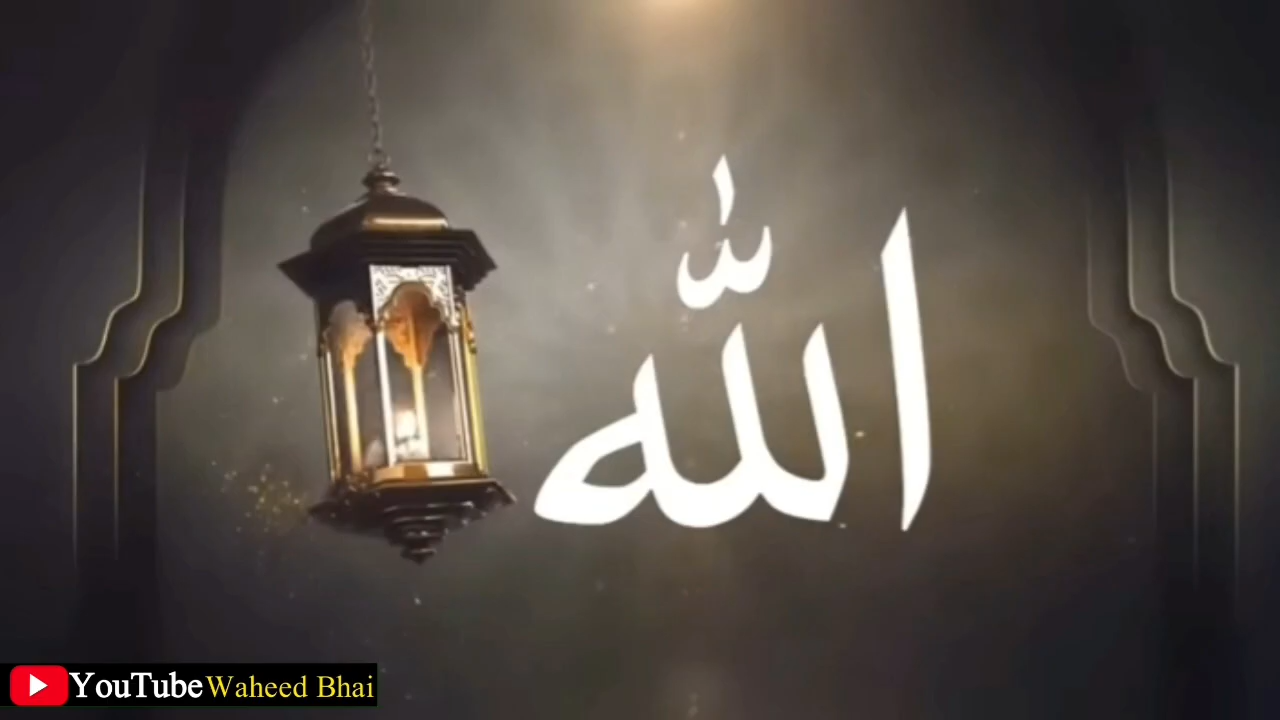 الله
YouTube Waheed Bhai